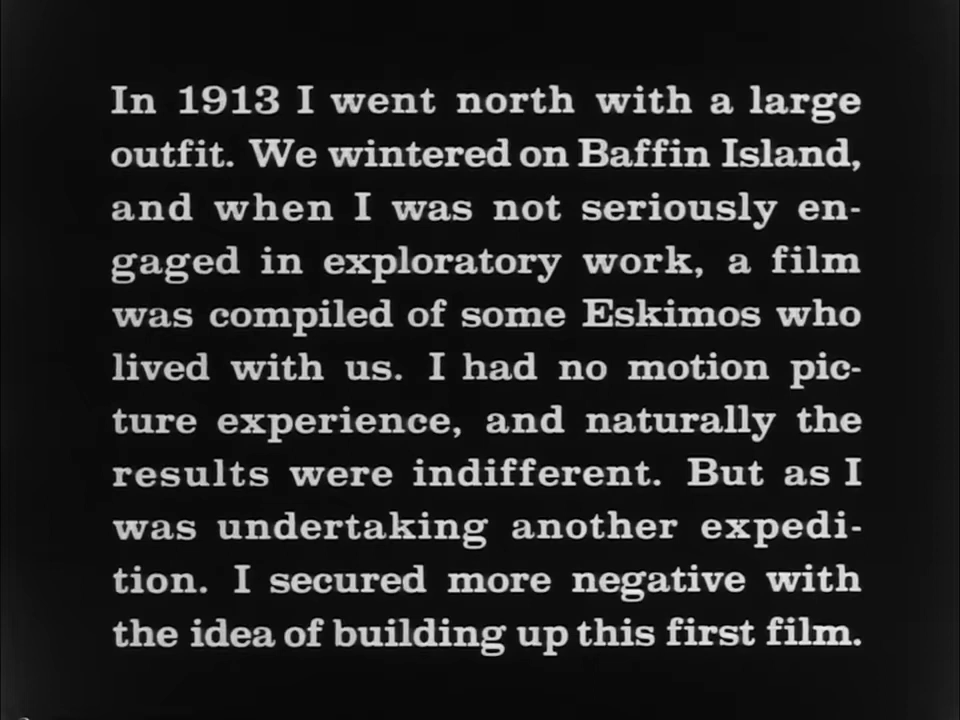 In 1913 I went north with a large
outfit. We wintered on Baffin Island,
and when I was not seriously en-
gaged in exploratory work, a film
was compiled of some Eskimos who
lived with us. I had no motion pic-
ture experience, and naturally the
results were indifferent. But as I
was undertaking another expedi-
tion. I secured more negative with
the idea of building up this first film.